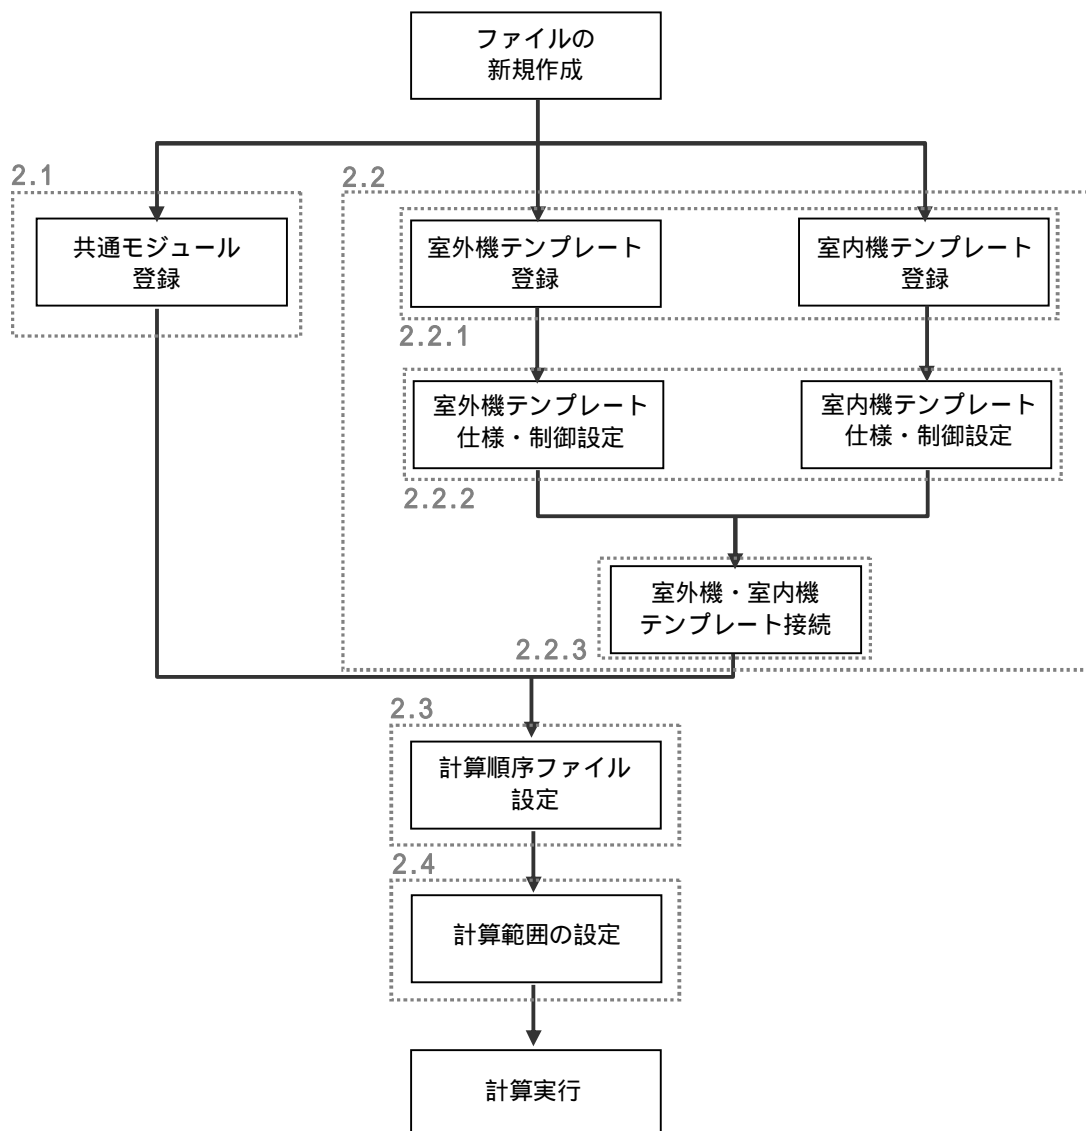 ファイルの
新規作成
2.1
2.2
共通モジュール
登録
室外機テンプレート
登録
室内機テンプレート
登録
2.2.1
室外機テンプレート
仕様・制御設定
室内機テンプレート
仕様・制御設定
2.2.2
室外機・室内機
テンプレート接続
2.2.3
2.3
計算順序ファイル
設定
2.4
計算範囲の設定
計算実行